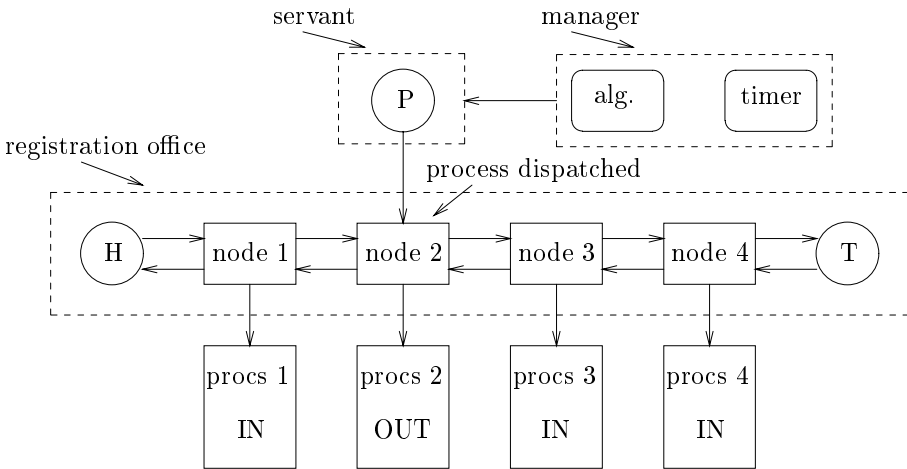 servant
manager
P
alg.
timer
registration office
process dispatched
H
node 1
node 2
node 3
node 4
T
procs 1
procs 2
procs 3
procs 4
IN
OUT
IN
IN